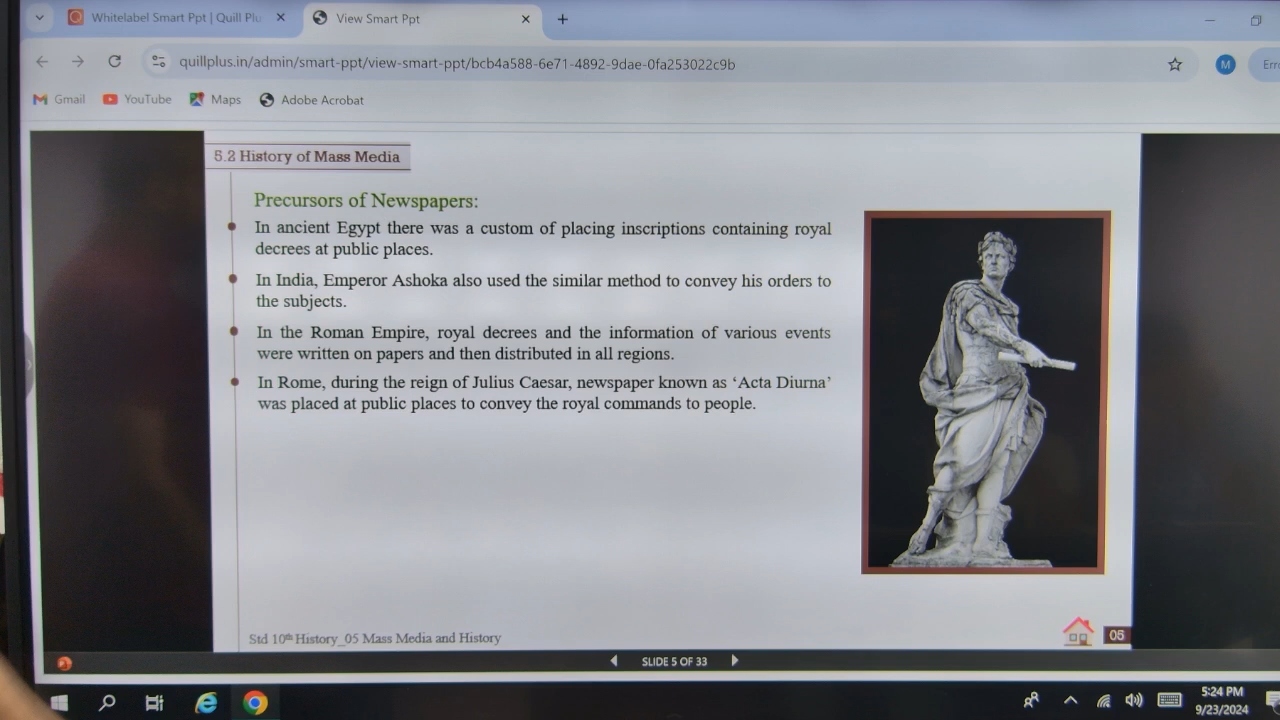 Whitelabel Smart Ppt | Quill Plu
View Smart Ppt
quillplus.in/admin/smart-ppt/view-smart-ppt/bcb4a588-6e71-4892-9dae-0fa253022c9b
M
Erro
Gmail
YouTube
Maps
Adobe Acrobat
5.2 History of Mass Media
Precursors of Newspapers:
In ancient Egypt there was a custom of placing inscriptions containing royal
decrees at public places.
In India, Emperor Ashoka also used the similar method to convey his orders to
the subjects.
In the Roman Empire, royal decrees and the information of various events
were written on papers and then distributed in all regions.
In Rome, during the reign of Julius Caesar, newspaper known as ‘Acta Diurna’
was placed at public places to convey the royal commands to people.
Std 10th History_05 Mass Media and History
05
SLIDE 5 OF 33
5:24 PM
9/23/2024